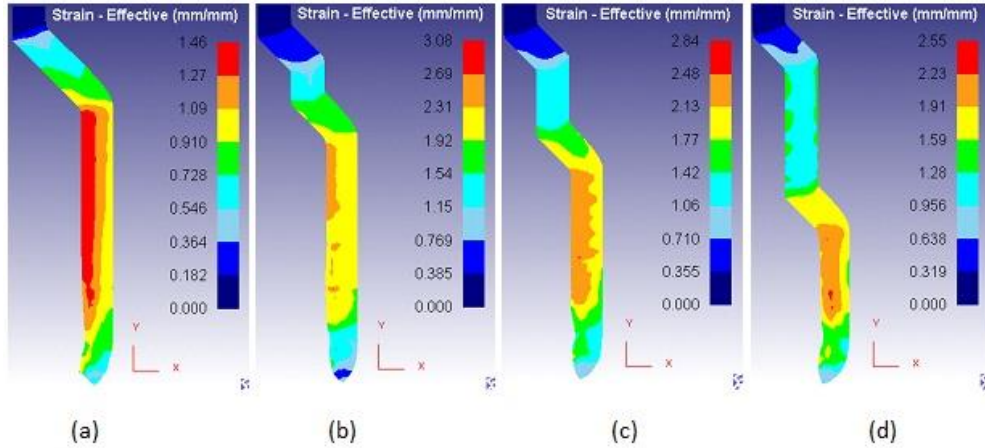 Strain - Effective (mm/mm)
1.46
1.27
1.09
0.910
0.728
0.546
0.364
0.182
0.000
Y
X
(a)
Strain - Effective (mm/mm)
3.08
2.69
2.31
1.92
1.54
1.15
0.769
0.385
0.000
Y
X
(b)
Strain - Effective (mm/mm)
2.84
2.48
2.13
1.77
1.42
1.06
0.710
0.355
0.000
Y
X
(c)
Strain - Effective (mm/mm)
2.55
2.23
1.91
1.59
1.28
0.956
0.638
0.319
0.000
Y
X
(d)